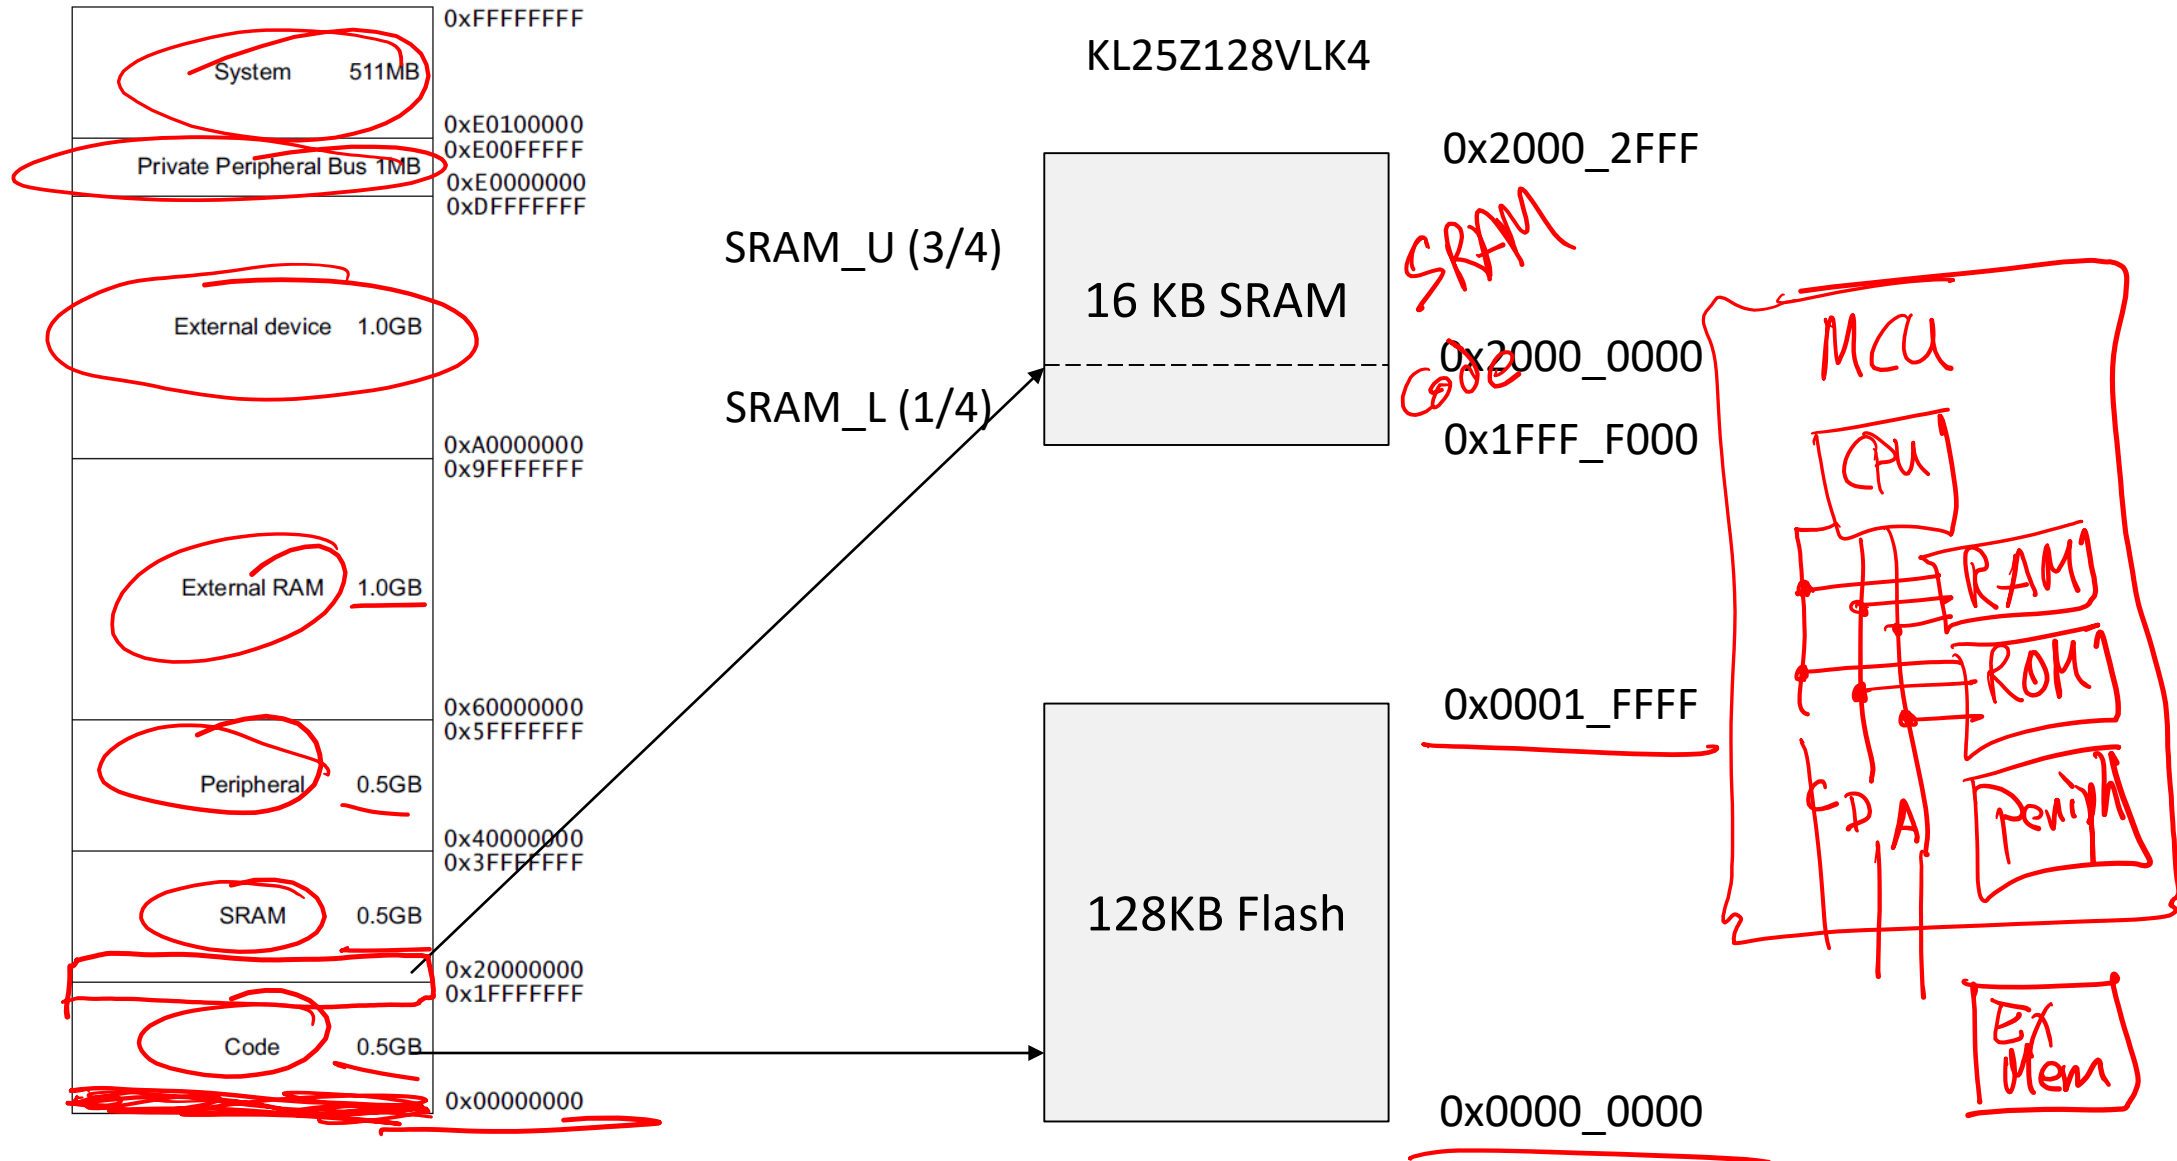 0xFFFFFFFF
System 511MB
0xE0100000
0xE00FFFFF
Private Peripheral Bus 1MB
0xE0000000
0xDFFFFFFF
External device 1.0GB
0xA0000000
0x9FFFFFFF
External RAM 1.0GB
0x60000000
0x5FFFFFFF
Peripheral 0.5GB
0x40000000
0x3FFFFFFF
SRAM 0.5GB
0x20000000
0x1FFFFFFF
Code 0.5GB
0x00000000
KL25Z128VLK4
0x2000_2FFF
SRAM_U (3/4)
SRAM
16 KB SRAM
0x2000_0000
Code
SRAM_L (1/4)
0x1FFF_F000
0x0001_FFFF
128KB Flash
0x0000_0000
MCU
CPU
RAM
ROM
C D A
Periph
Ex
Mem